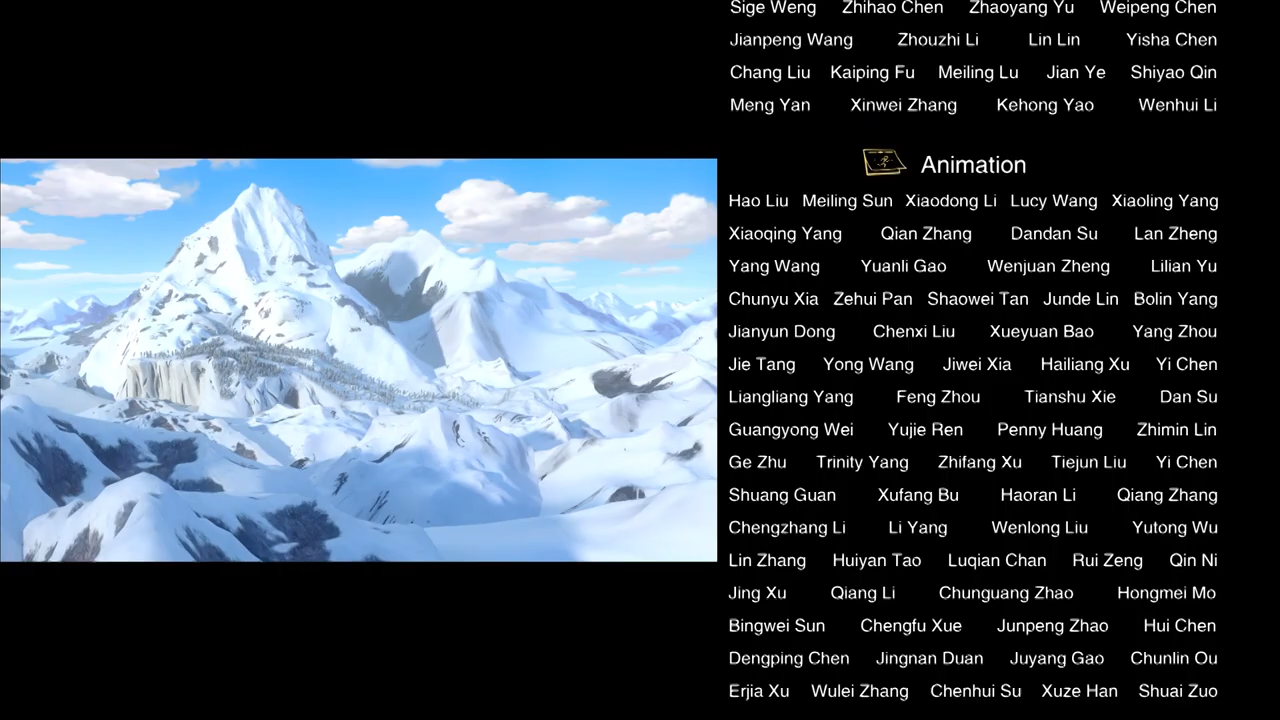 Sige Weng Zhihao Chen Zhaoyang Yu Weipeng Chen
Jianpeng Wang Zhouzhi Li Lin Lin Yisha Chen
Chang Liu Kaiping Fu Meiling Lu Jian Ye Shiyao Qin
Meng Yan Xinwei Zhang Kehong Yao Wenhui Li
Animation
Hao Liu Meiling Sun Xiaodong Li Lucy Wang Xiaoling Yang
Xiaoqing Yang Qian Zhang Dandan Su Lan Zheng
Yang Wang Yuanli Gao Wenjuan Zheng Lilian Yu
Chunyu Xia Zehui Pan Shaowei Tan Junde Lin Bolin Yang
Jianyun Dong Chenxi Liu Xueyuan Bao Yang Zhou
Jie Tang Yong Wang Jiwei Xia Hailiang Xu Yi Chen
Liangliang Yang Feng Zhou Tianshu Xie Dan Su
Guangyong Wei Yujie Ren Penny Huang Zhimin Lin
Ge Zhu Trinity Yang Zhifang Xu Tiejun Liu Yi Chen
Shuang Guan Xufang Bu Haoran Li Qiang Zhang
Chengzhang Li Li Yang Wenlong Liu Yutong Wu
Lin Zhang Huiyan Tao Luqian Chan Rui Zeng Qin Ni
Jing Xu Qiang Li Chunguang Zhao Hongmei Mo
Bingwei Sun Chengfu Xue Junpeng Zhao Hui Chen
Dengping Chen Jingnan Duan Juyang Gao Chunlin Ou
Erjia Xu Wulei Zhang Chenhui Su Xuze Han Shuai Zuo